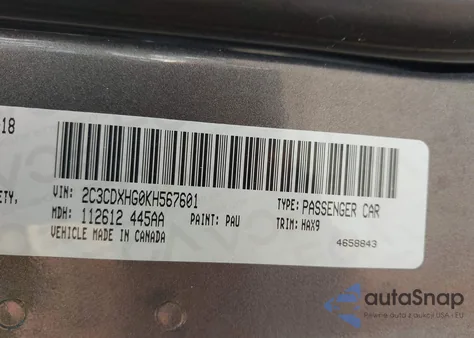 -18
ETY,
VIN: 2C3CDXHG0KH567601
TYPE: PASSENGER CAR
MDH: 112612 445AA
PAINT: PAU
TRIM: HAX9
VEHICLE MADE IN CANADA
4658843
autoSnap